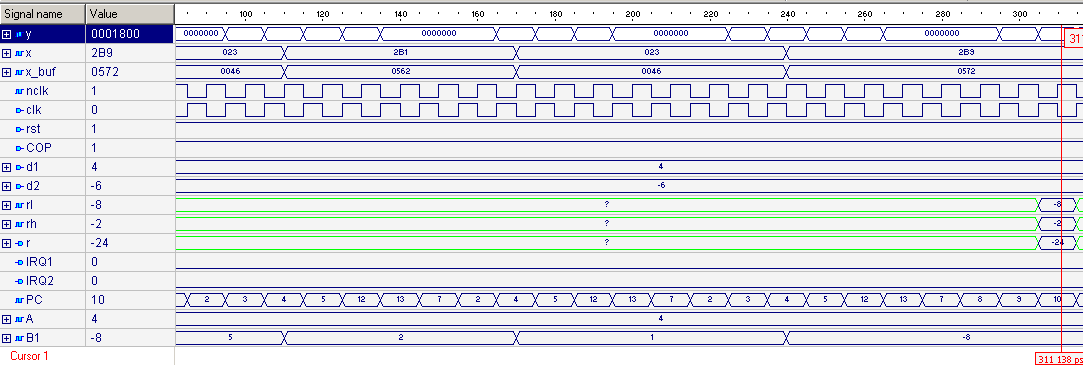 Signal name Value 100 120 140 160 180 200 220 240 260 280 300
y 0001800 0000000 0000000 0000000 0000000 311
x 2B9 023 2B1 023 2B9
x_buf 0572 0046 0562 0046 0572
nclk 1
clk 0
rst 1
COP 1
d1 4 4
d2 -6 -6
rl -8 ? -8
rh -2 ? -2
r -24 ? -24
IRQ1 0
IRQ2 0
PC 10 2 3 4 5 12 13 7 2 4 5 12 13 7 2 3 4 5 12 13 7 8 9 10
A 4 4
B1 -8 5 2 1 -8
Cursor 1 311 138 ps